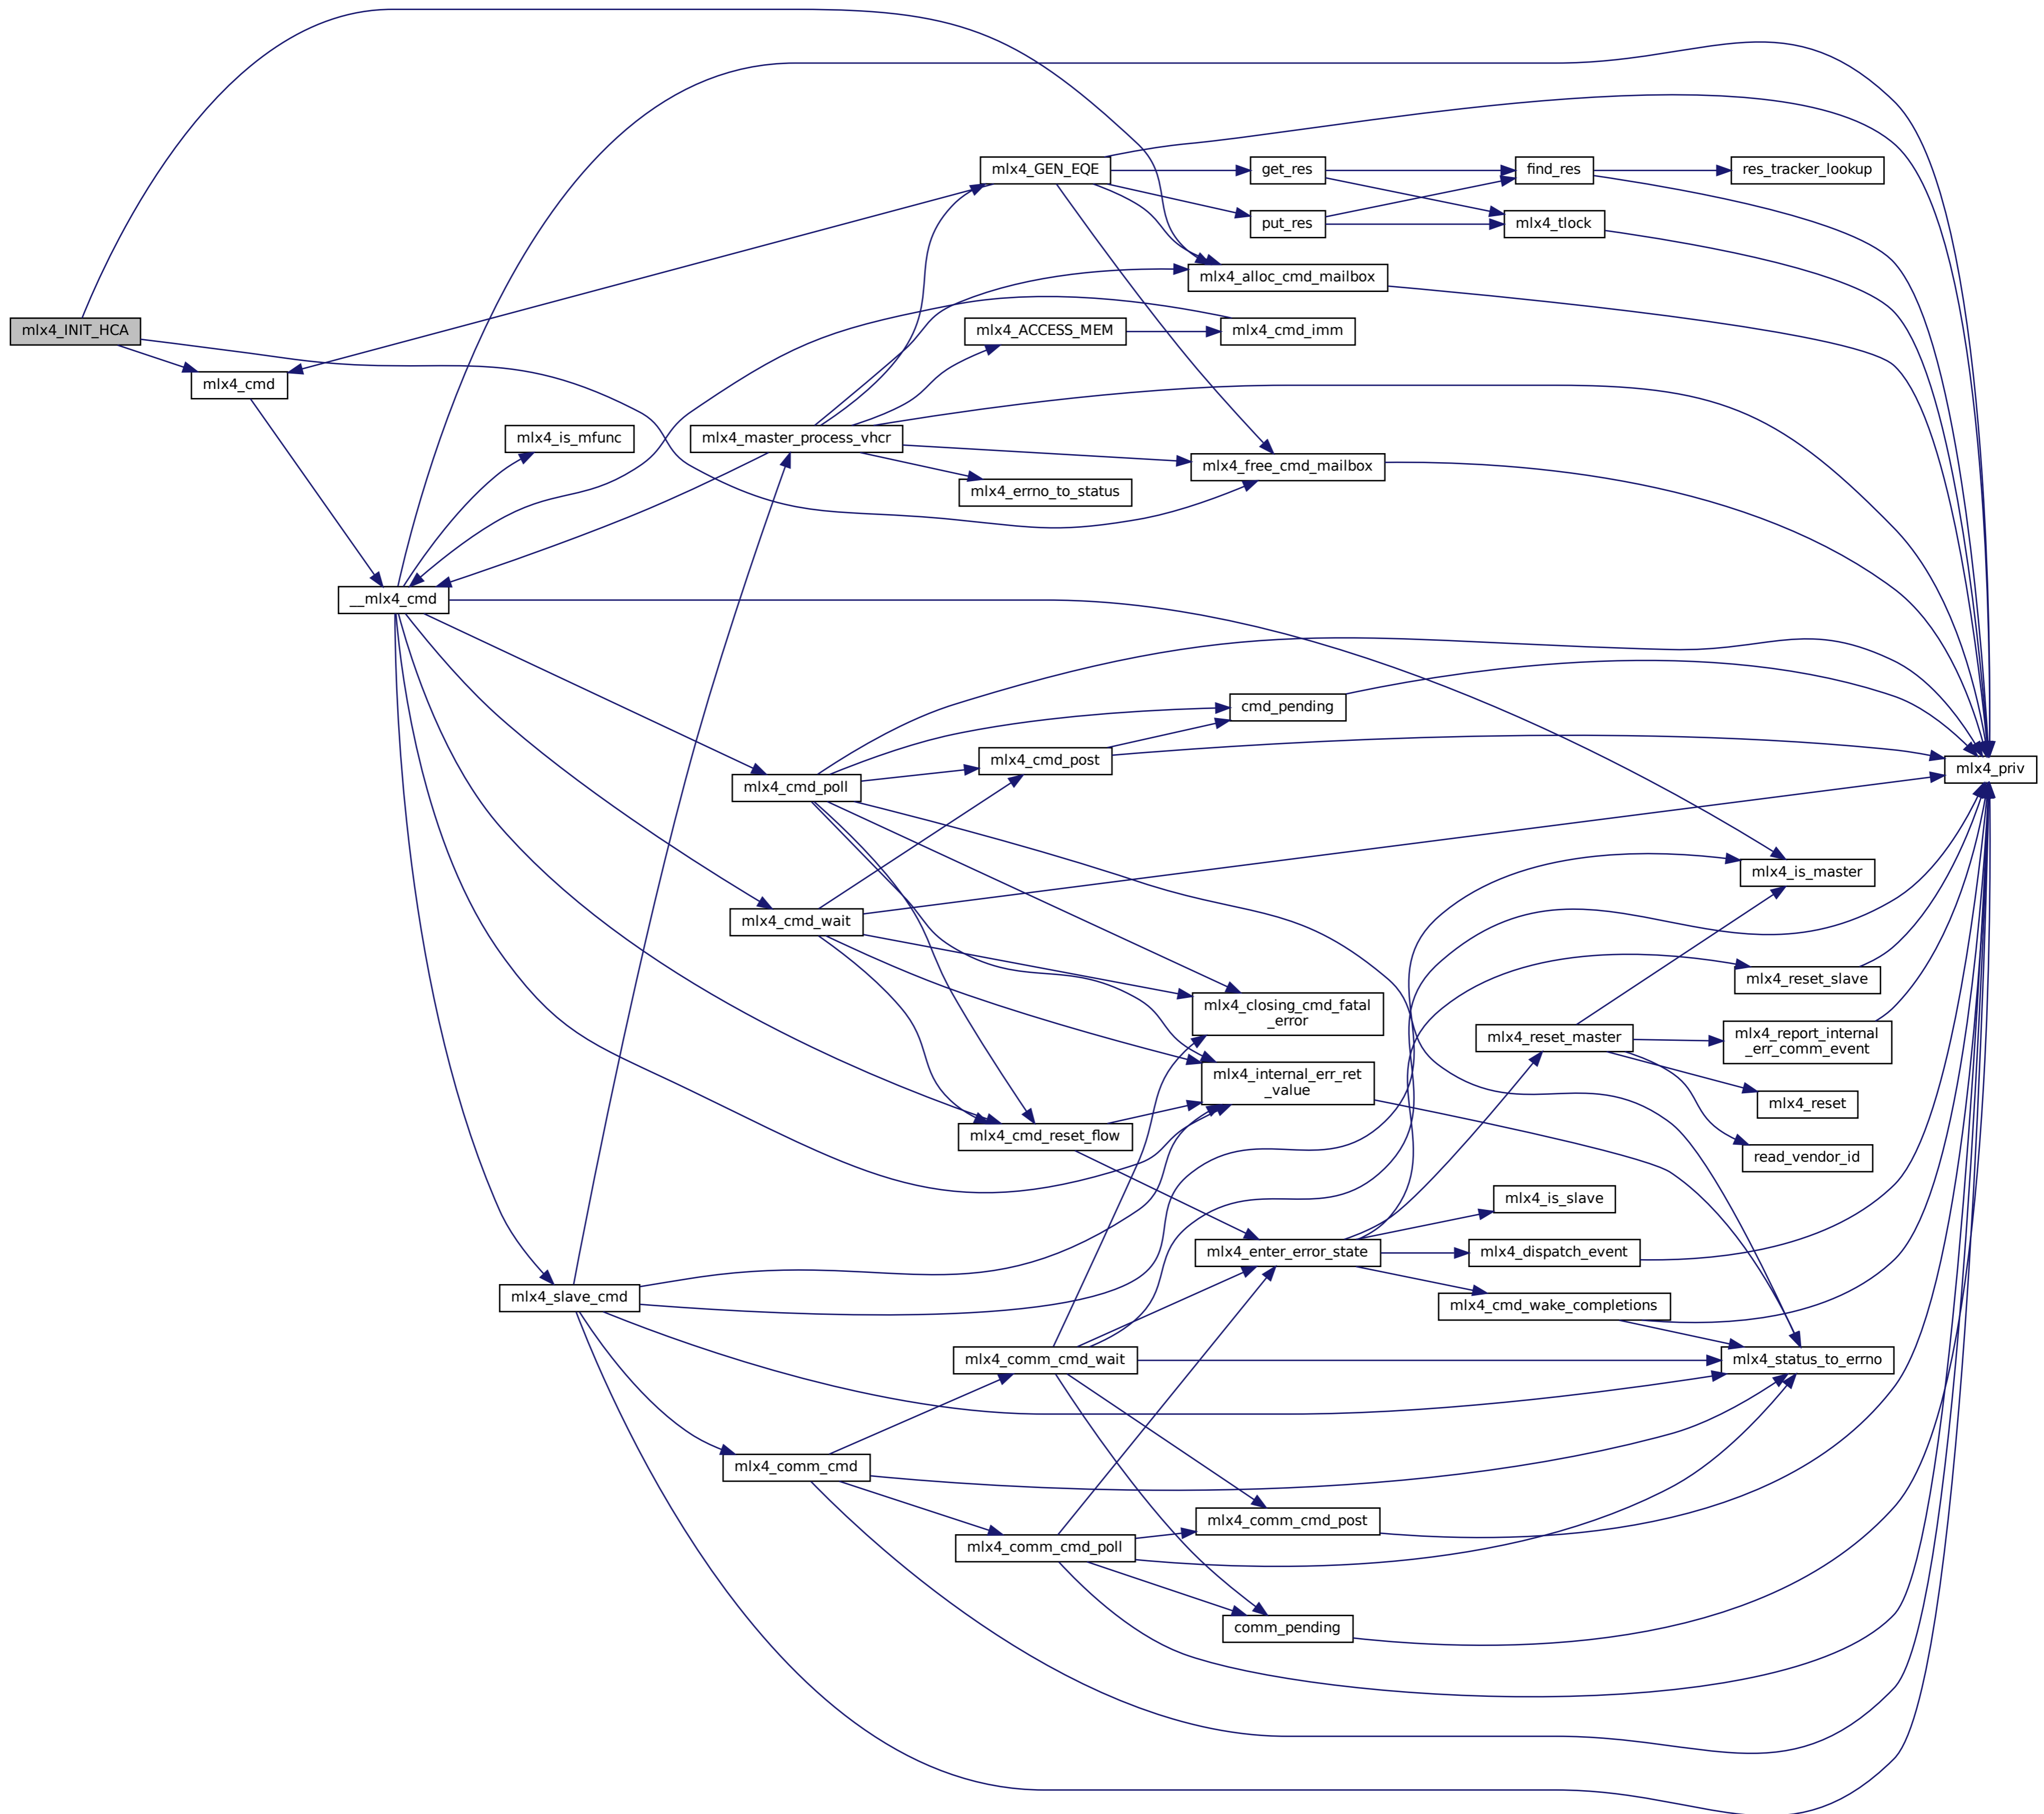 mlx4_GEN_EQE
get_res
find_res
res_tracker_lookup
put_res
mlx4_tlock
mlx4_alloc_cmd_mailbox
mlx4_INIT_HCA
mlx4_ACCESS_MEM
mlx4_cmd_imm
mlx4_cmd
mlx4_is_mfunc
mlx4_master_process_vhcr
mlx4_free_cmd_mailbox
mlx4_errno_to_status
__mlx4_cmd
cmd_pending
mlx4_cmd_post
mlx4_priv
mlx4_cmd_poll
mlx4_is_master
mlx4_cmd_wait
mlx4_reset_slave
mlx4_closing_cmd_fatal
_error
mlx4_reset_master
mlx4_report_internal
_err_comm_event
mlx4_internal_err_ret
_value
mlx4_reset
mlx4_cmd_reset_flow
read_vendor_id
mlx4_is_slave
mlx4_enter_error_state
mlx4_dispatch_event
mlx4_slave_cmd
mlx4_cmd_wake_completions
mlx4_comm_cmd_wait
mlx4_status_to_errno
mlx4_comm_cmd
mlx4_comm_cmd_post
mlx4_comm_cmd_poll
comm_pending